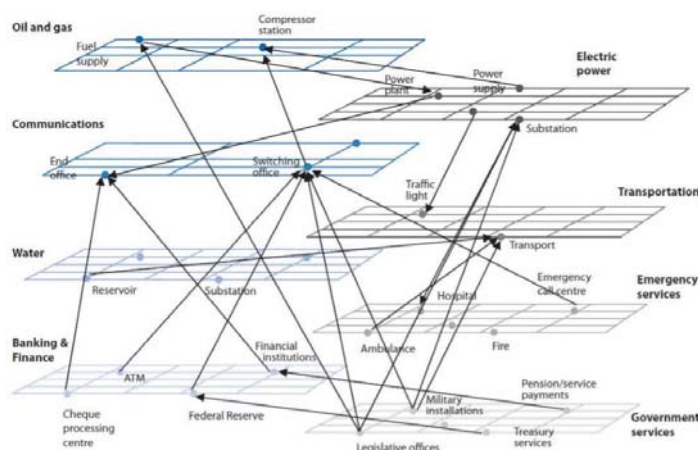 Oil and gas
Fuel
supply
Compressor
station
Power
plant
Power
supply
Electric
power
Substation
Communications
End
office
Switching
office
Traffic
light
Transportation
Transport
Water
Reservoir
Substation
Hospital
Emergency
call centre
Emergency
services
Ambulance
Fire
Banking &
Finance
ATM
Financial
institutions
Cheque
processing
centre
Federal Reserve
Military
installations
Pension/service
payments
Government
services
Legislative offices
Treasury
services